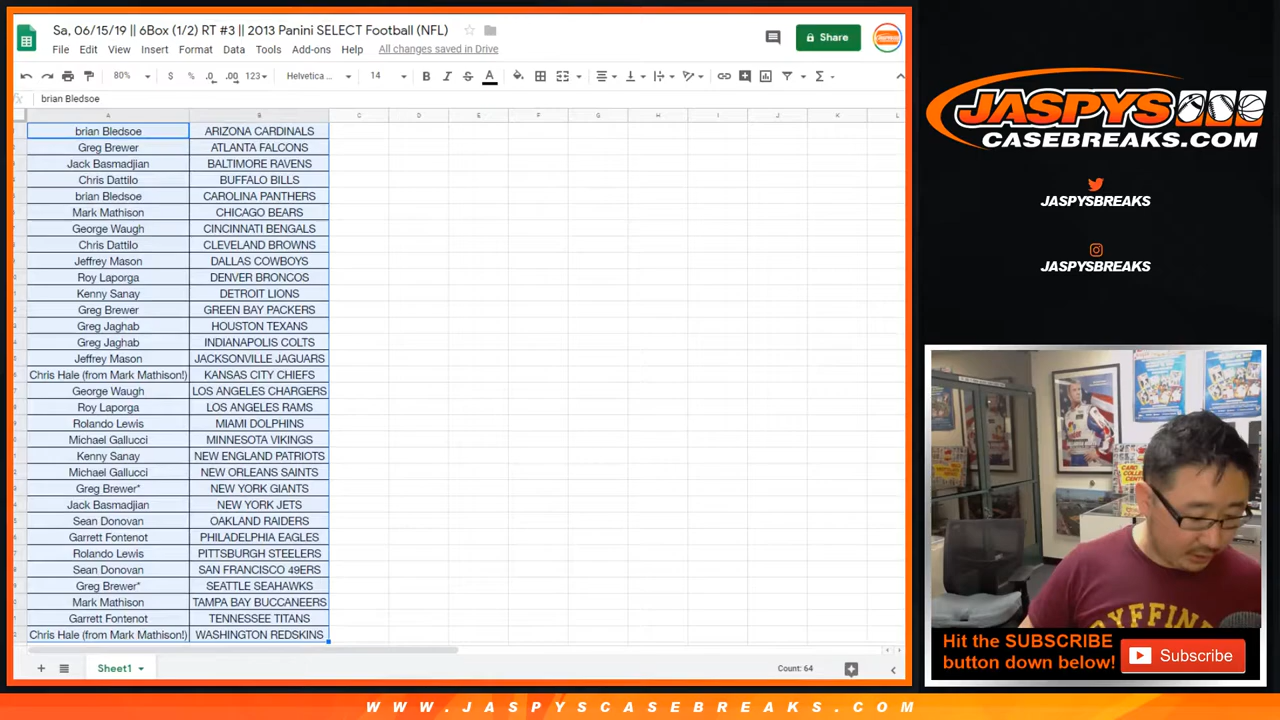 Sa, 06/15/19 || 6Box (1/2) RT #3 || 2013 Panini SELECT Football (NFL)
File Edit View Insert Format Data Tools Add-ons Help All changes saved in Drive
Share
80% $ % .0 .00 123 Helvetica ... 14 B I S A
fx brian Bledsoe
A B C D E F G H I J K L
brian Bledsoe ARIZONA CARDINALS
Greg Brewer ATLANTA FALCONS
Jack Basmadjian BALTIMORE RAVENS
Chris Dattilo BUFFALO BILLS
brian Bledsoe CAROLINA PANTHERS
Mark Mathison CHICAGO BEARS
George Waugh CINCINNATI BENGALS
Chris Dattilo CLEVELAND BROWNS
Jeffrey Mason DALLAS COWBOYS
Roy Laporga DENVER BRONCOS
Kenny Sanay DETROIT LIONS
Greg Brewer GREEN BAY PACKERS
Greg Jaghab HOUSTON TEXANS
Greg Jaghab INDIANAPOLIS COLTS
Jeffrey Mason JACKSONVILLE JAGUARS
Chris Hale (from Mark Mathison!) KANSAS CITY CHIEFS
George Waugh LOS ANGELES CHARGERS
Roy Laporga LOS ANGELES RAMS
Rolando Lewis MIAMI DOLPHINS
Michael Gallucci MINNESOTA VIKINGS
Kenny Sanay NEW ENGLAND PATRIOTS
Michael Gallucci NEW ORLEANS SAINTS
Greg Brewer* NEW YORK GIANTS
Jack Basmadjian NEW YORK JETS
Sean Donovan OAKLAND RAIDERS
Garrett Fontenot PHILADELPHIA EAGLES
Rolando Lewis PITTSBURGH STEELERS
Sean Donovan SAN FRANCISCO 49ERS
Greg Brewer* SEATTLE SEAHAWKS
Mark Mathison TAMPA BAY BUCCANEERS
Garrett Fontenot TENNESSEE TITANS
Chris Hale (from Mark Mathison!) WASHINGTON REDSKINS
Sheet1
Count: 64
JASPYS
CASEBREAKS.COM
JASPYSBREAKS
JASPYSBREAKS
Hit the SUBSCRIBE
button down below!
Subscribe
WWW.JASPYSCASEBREAKS.COM